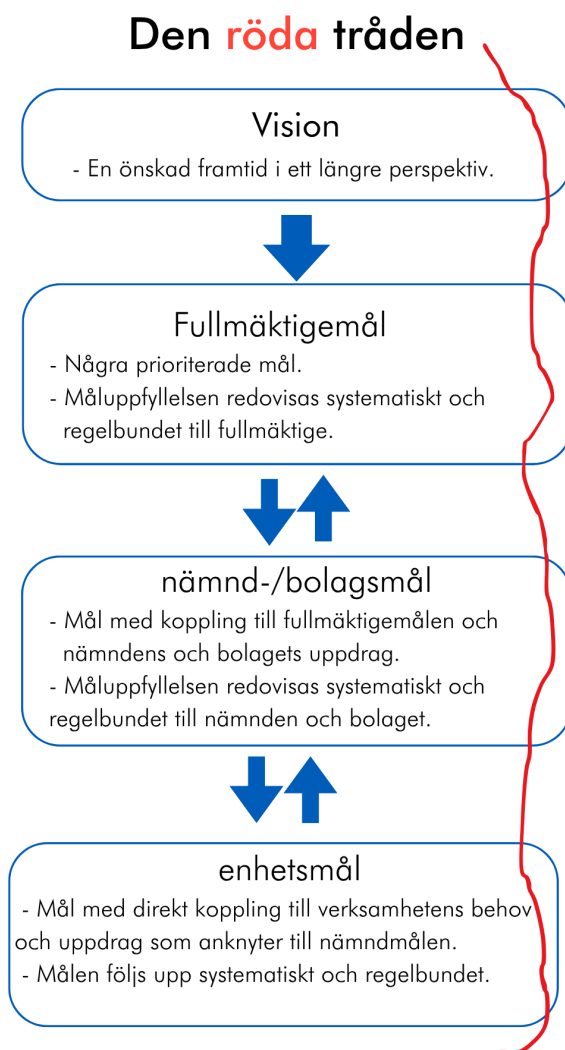 Den röda tråden
Vision
- En önskad framtid i ett längre perspektiv.
Fullmäktigemål
- Några prioriterade mål.
- Måluppfyllelsen redovisas systematiskt och
regelbundet till fullmäktige.
nämnd-/bolagsmål
- Mål med koppling till fullmäktigemålen och
nämndens och bolagets uppdrag.
- Måluppfyllelsen redovisas systematiskt och
regelbundet till nämnden och bolaget.
enhetsmål
- Mål med direkt koppling till verksamhetens behov
och uppdrag som anknyter till nämndmålen.
- Målen följs upp systematiskt och regelbundet.